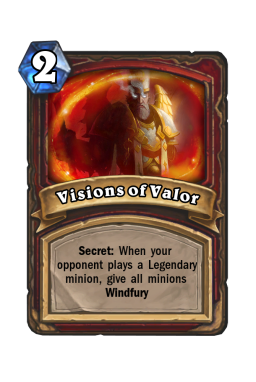 2
Visions of Valor
Secret: When your
opponent plays a Legendary
minion, give all minions
Windfury